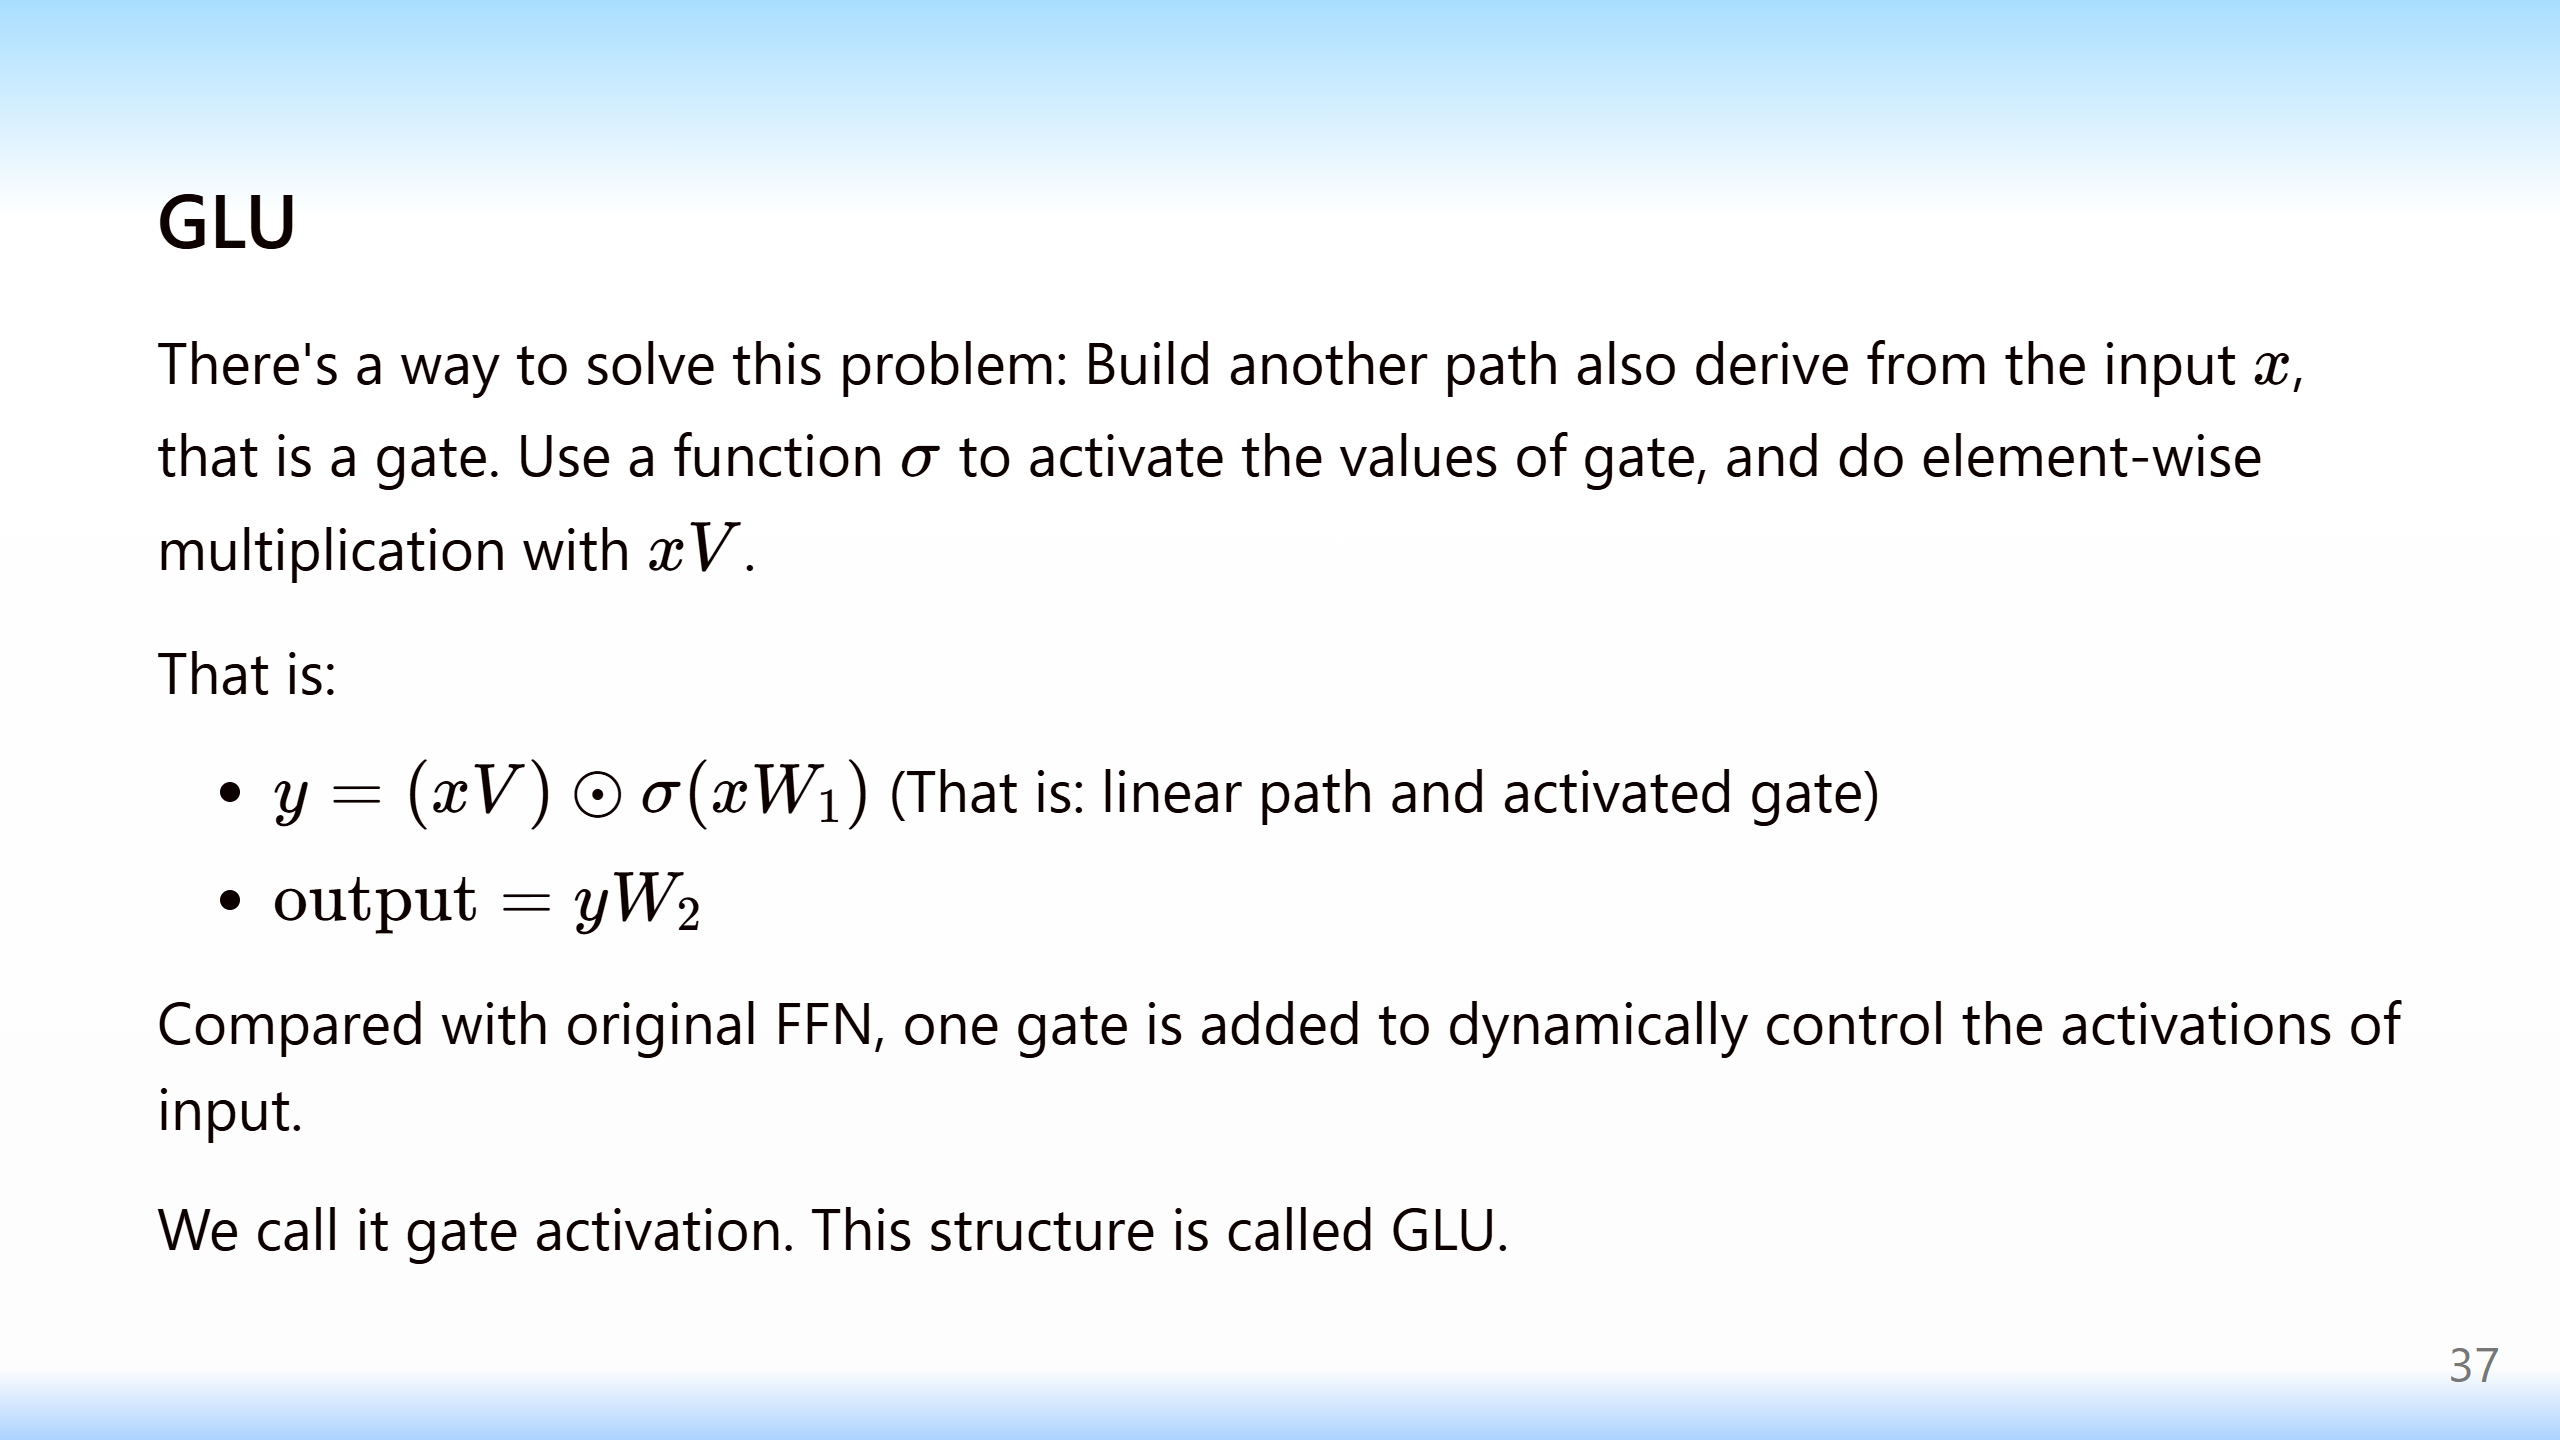 GLU
There's a way to solve this problem: Build another path also derive from the input x,
that is a gate. Use a function σ to activate the values of gate, and do element-wise
multiplication with xV.
That is:
• y = (xV) ⊙ σ(xW₁) (That is: linear path and activated gate)
• output = yW₂
Compared with original FFN, one gate is added to dynamically control the activations of
input.
We call it gate activation. This structure is called GLU.
37